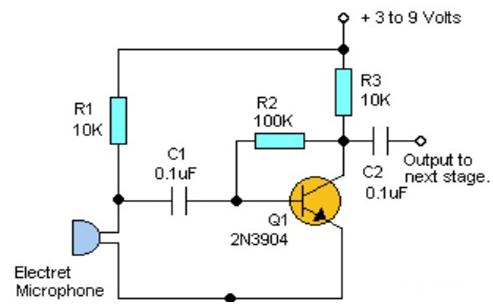 + 3 to 9 Volts
R1
10K
R2
100K
R3
10K
C1
0.1uF
C2
0.1uF
Output to
next stage.
Q1
2N3904
Electret
Microphone